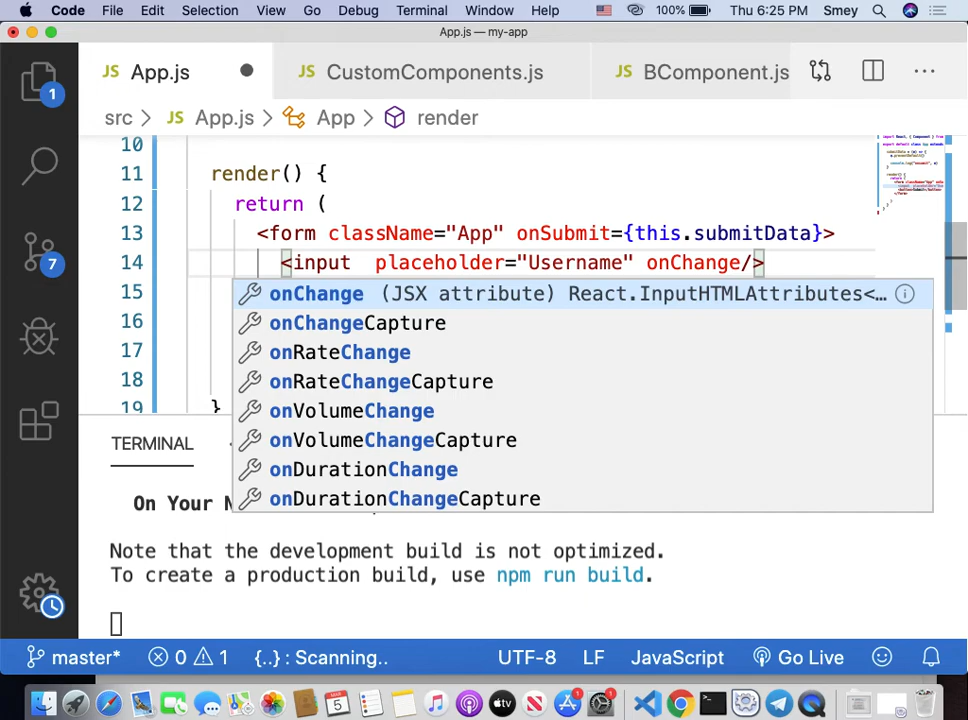 Code File Edit Selection View Go Debug Terminal Window Help 100% Thu 6:25 PM Smey
App.js — my-app
JS App.js JS CustomComponents.js JS BComponent.js ...
1
src > JS App.js > App > render
10
11 render() {
12 return (
13 <form className="App" onSubmit={this.submitData}>
14 <input placeholder="Username" onChange/>
15
16
17
18
19 }
onChange (JSX attribute) React.InputHTMLAttributes<…
onChangeCapture
onRateChange
onRateChangeCapture
onVolumeChange
onVolumeChangeCapture
onDurationChange
onDurationChangeCapture
7
TERMINAL
On Your N
Note that the development build is not optimized.
To create a production build, use npm run build.
master* 0 1 {..} : Scanning.. UTF-8 LF JavaScript Go Live
5 tv 1 1